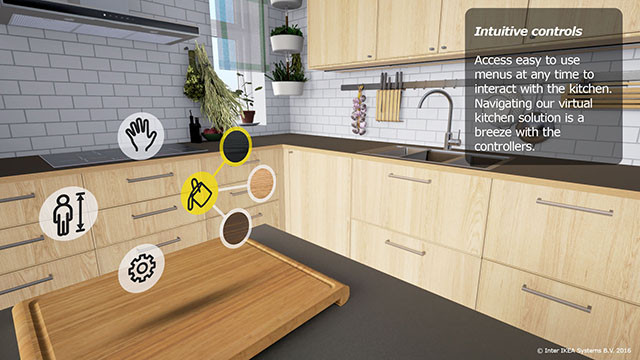 Intuitive controls
Access easy to use
menus at any time to
interact with the kitchen.
Navigating our virtual
kitchen solution is a
breeze with the
controllers.
© Inter IKEA Systems B.V. 2016